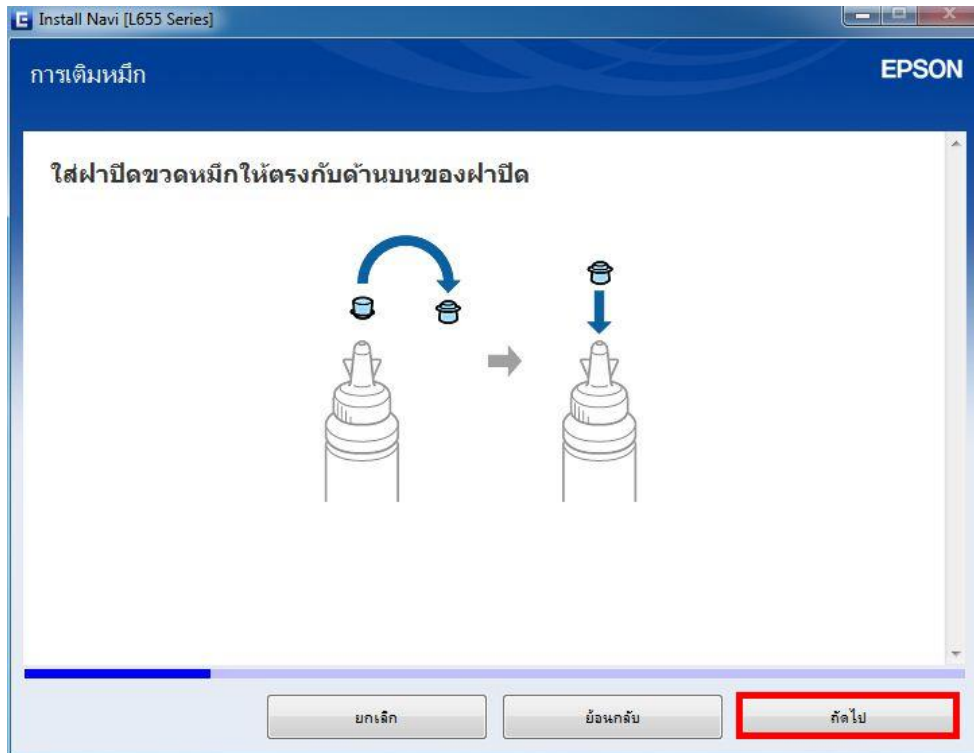 Install Navi [L655 Series]
การเติมหมึก
EPSON
ใส่ฝาปิดขวดหมึกให้ตรงกับด้านบนของฝาปิด
ยกเลิก
ย้อนกลับ
ถัดไป